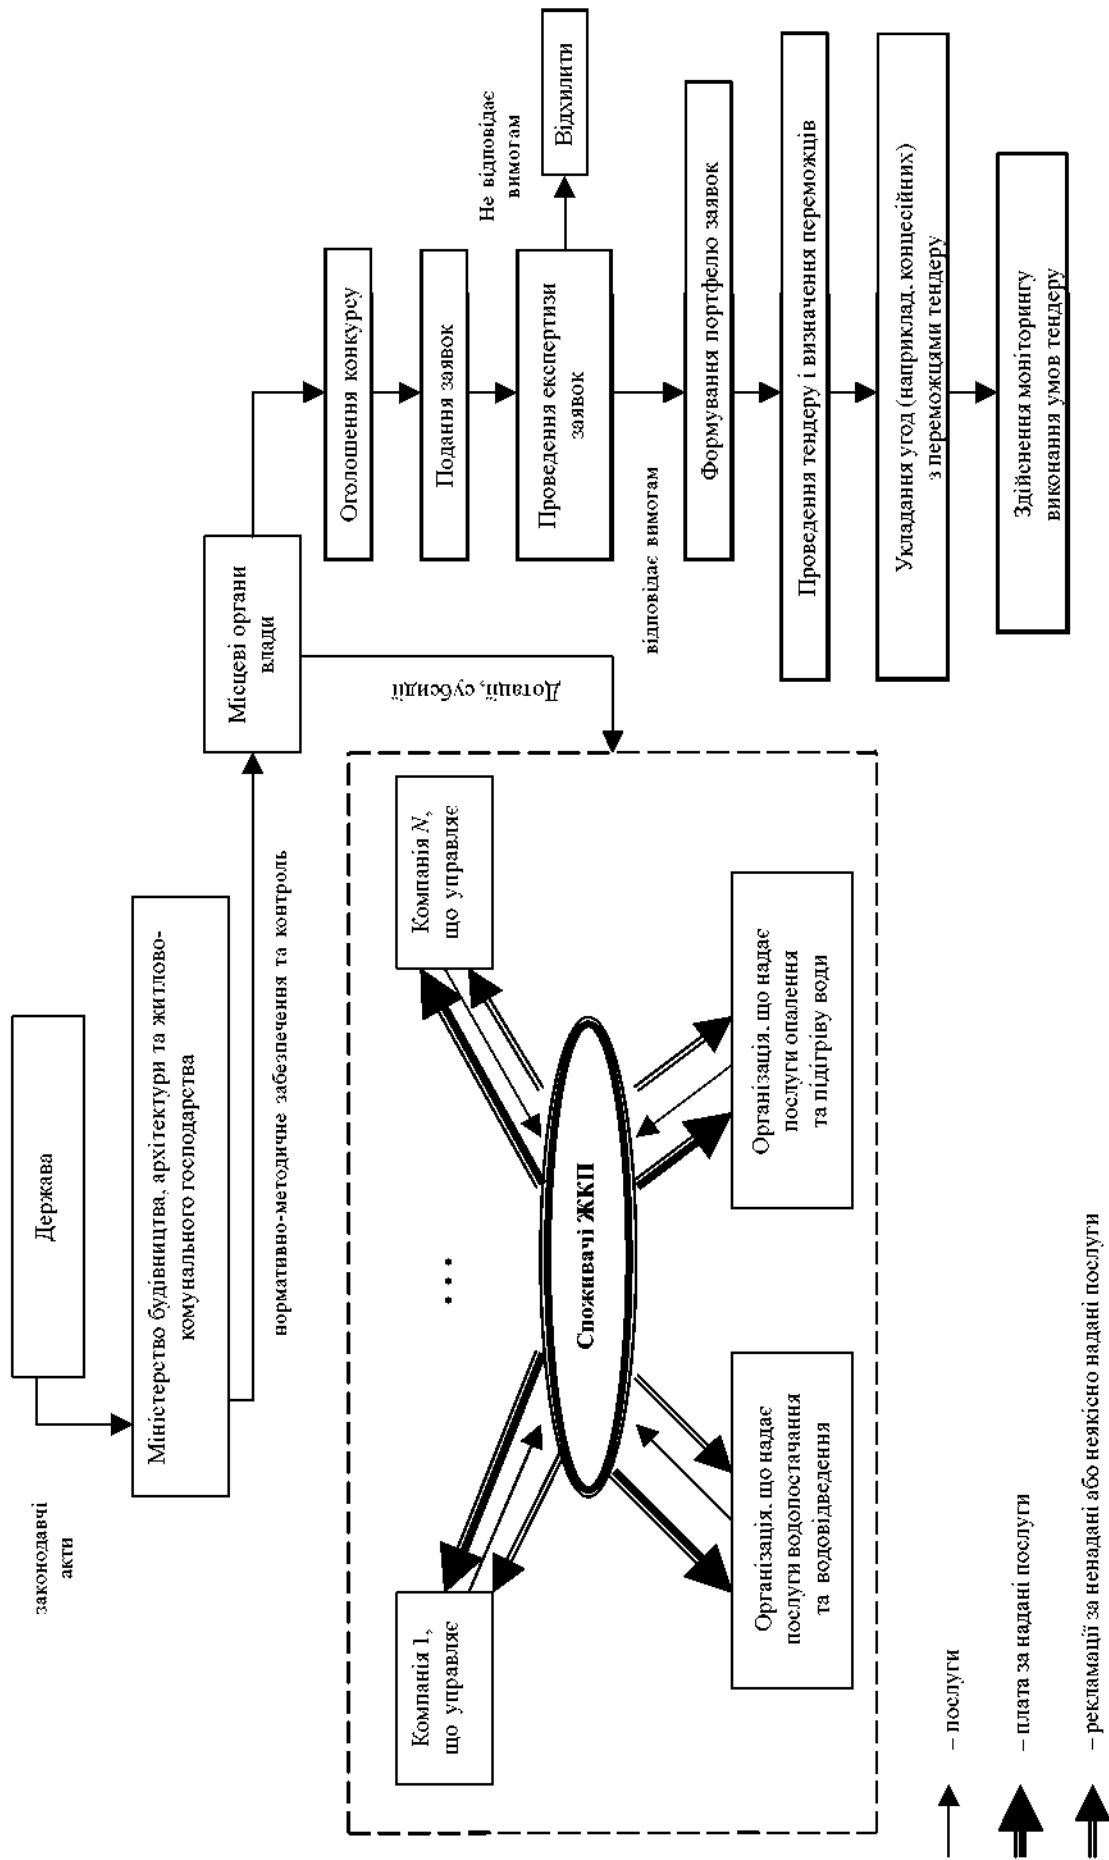 Держава
законодавчі
акти
Міністерство будівництва, архітектури та житлово-
комунального господарства
нормативно-методичне забезпечення та контроль
Місцеві органи
влади
Дотації, субсидії
Оголошення конкурсу
Подання заявок
Проведення експертизи
заявок
Не відповідає
вимогам
Відхилити
відповідає вимогам
Формування портфелю заявок
Проведення тендеру і визначення переможців
Укладання угод (наприклад, концесійних)
з переможцями тендеру
Здійснення моніторингу
виконання умов тендеру
Компанія 1,
що управляє
...
Компанія N,
що управляє
Споживачі ЖКП
Організація, що надає
послуги водопостачання
та водовідведення
Організація, що надає
послуги опалення
та підігріву води
– послуги
– плата за надані послуги
– рекламації за ненадані або неякісно надані послуги